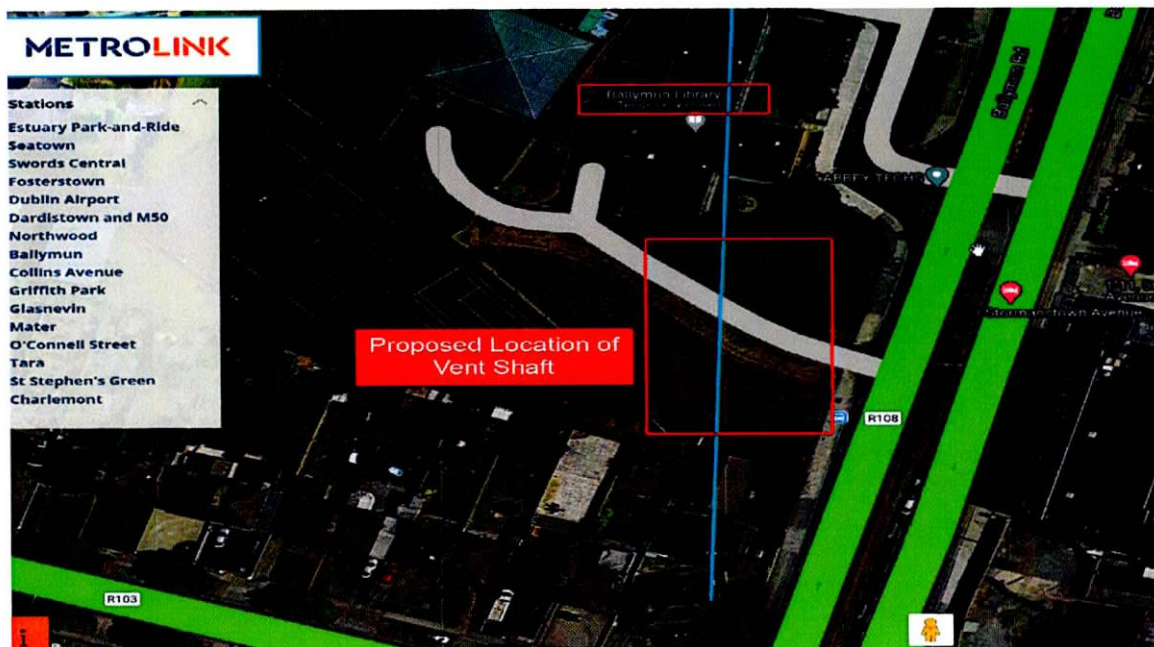 METROLINK
Stations
Estuary Park-and-Ride
Seatown
Swords Central
Fosterstown
Dublin Airport
Dardistown and M50
Northwood
Ballymun
Collins Avenue
Griffith Park
Glasnevin
Mater
O'Connell Street
Tara
St Stephen's Green
Charlemont
Ballymun Library
Ballymun Rd
Proposed Location of
Vent Shaft
R108
R103
i